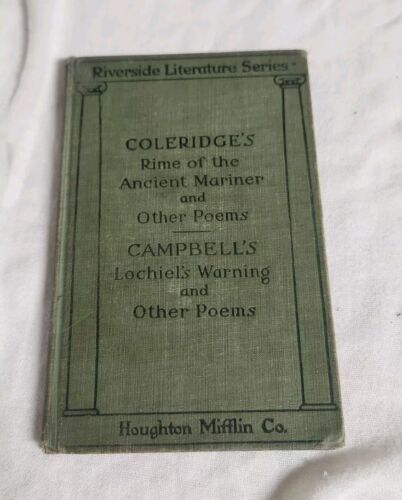 Riverside Literature Series
COLERIDGE'S
Rime of the
Ancient Mariner
and
Other Poems
CAMPBELL'S
Lochiel's Warning
and
Other Poems
Houghton Mifflin Co.